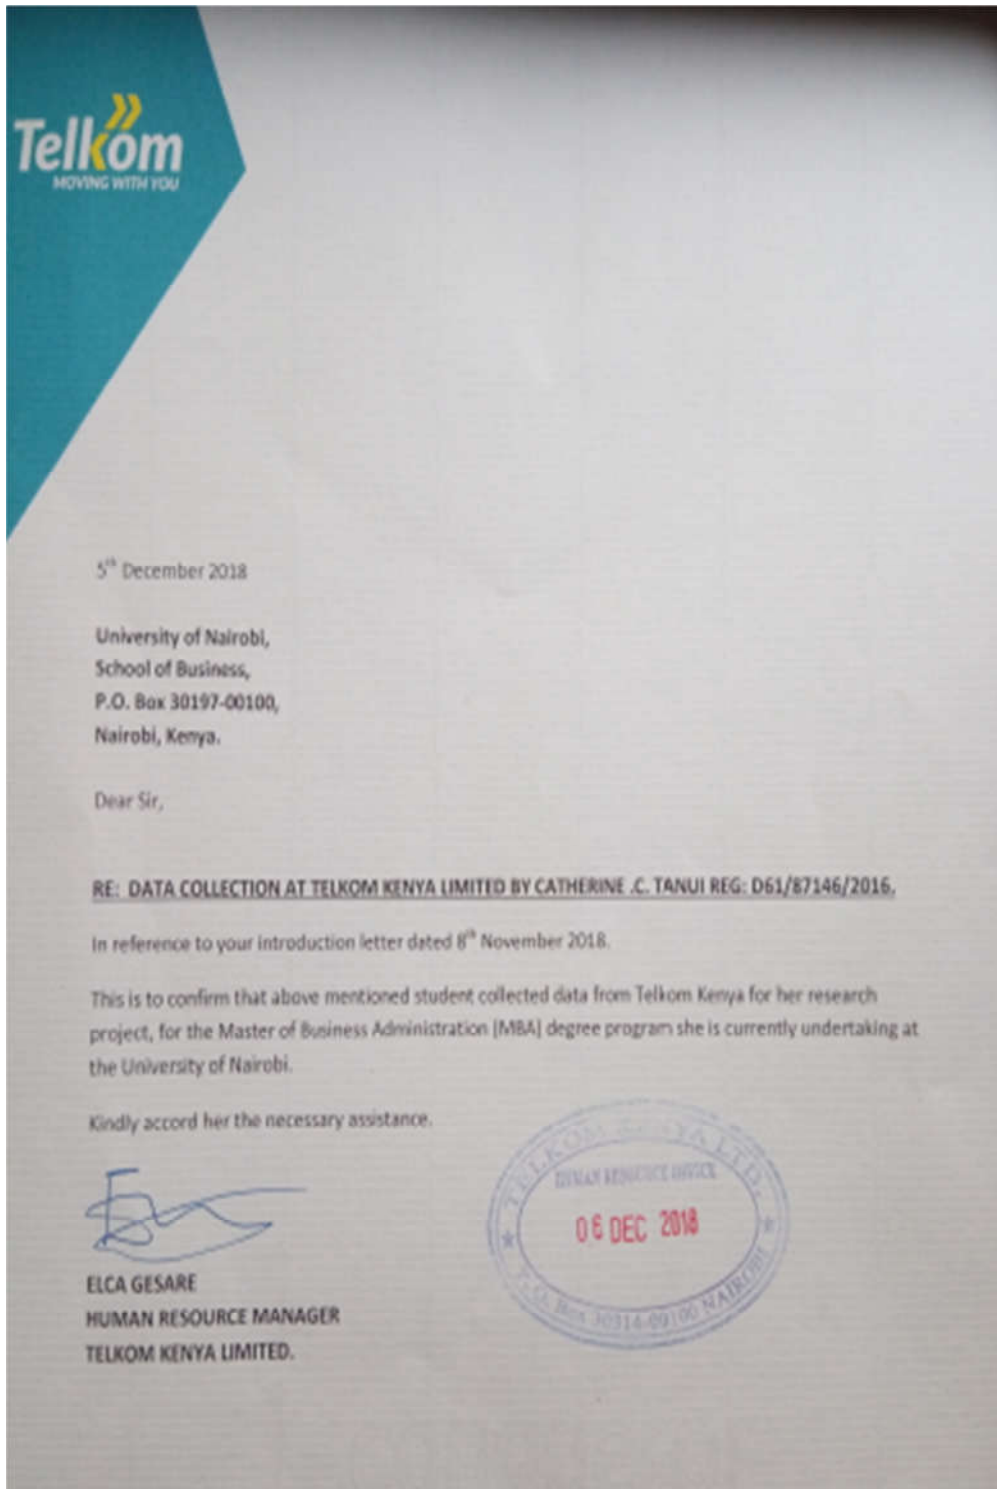 Telkom
MOVING WITH YOU
5th December 2018
University of Nairobi,
School of Business,
P.O. Box 30197-00100,
Nairobi, Kenya.
Dear Sir,
RE: DATA COLLECTION AT TELKOM KENYA LIMITED BY CATHERINE .C. TANUI REG: D61/87146/2016.
In reference to your introduction letter dated 8th November 2018.
This is to confirm that above mentioned student collected data from Telkom Kenya for her research
project, for the Master of Business Administration (MBA) degree program she is currently undertaking at
the University of Nairobi.
Kindly accord her the necessary assistance.
TELKOM KENYA LTD.
HUMAN RESOURCE OFFICE
06 DEC 2018
P. O. Box 30314-00100 NAIROBI
ELCA GESARE
HUMAN RESOURCE MANAGER
TELKOM KENYA LIMITED.